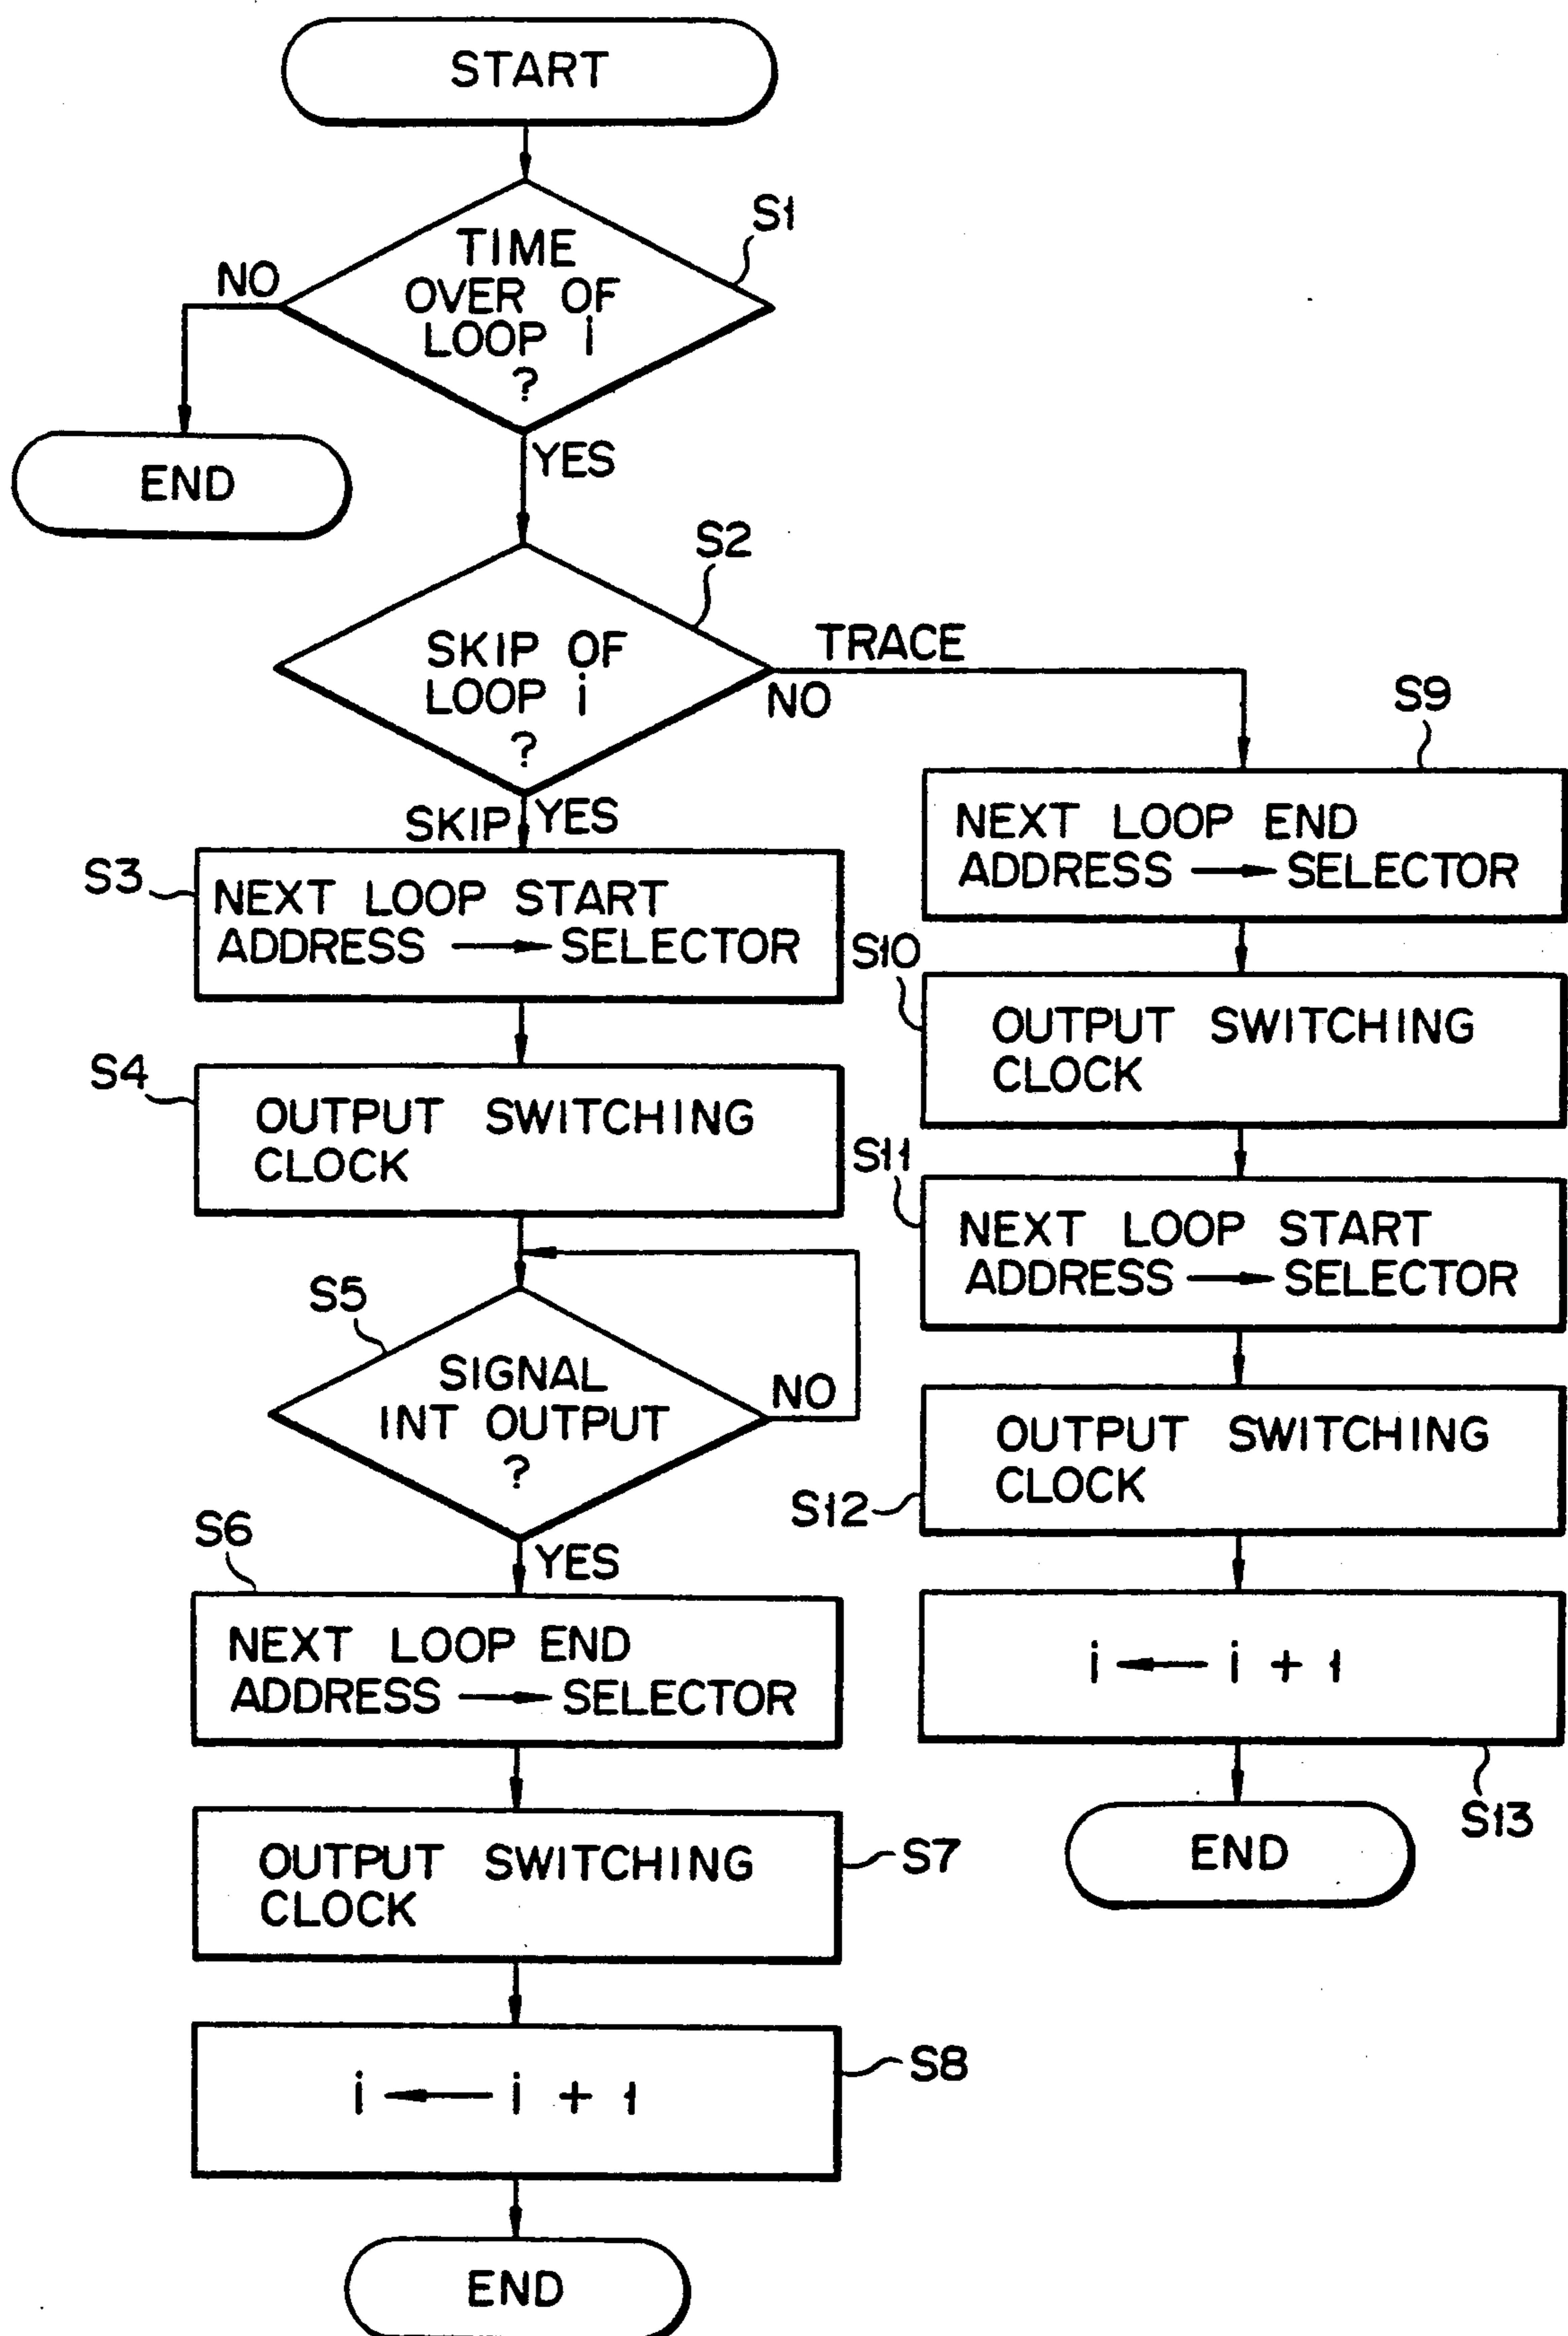 START
S1
TIME
OVER OF
LOOP i
?
NO
YES
END
S2
SKIP OF
LOOP i
?
TRACE
NO
SKIP
YES
S3
NEXT LOOP START
ADDRESS → SELECTOR
S4
OUTPUT SWITCHING
CLOCK
S5
SIGNAL
INT OUTPUT
?
NO
YES
S6
NEXT LOOP END
ADDRESS → SELECTOR
S7
OUTPUT SWITCHING
CLOCK
S8
i ← i + 1
END
S9
NEXT LOOP END
ADDRESS → SELECTOR
S10
OUTPUT SWITCHING
CLOCK
S11
NEXT LOOP START
ADDRESS → SELECTOR
S12
OUTPUT SWITCHING
CLOCK
i ← i + 1
S13
END